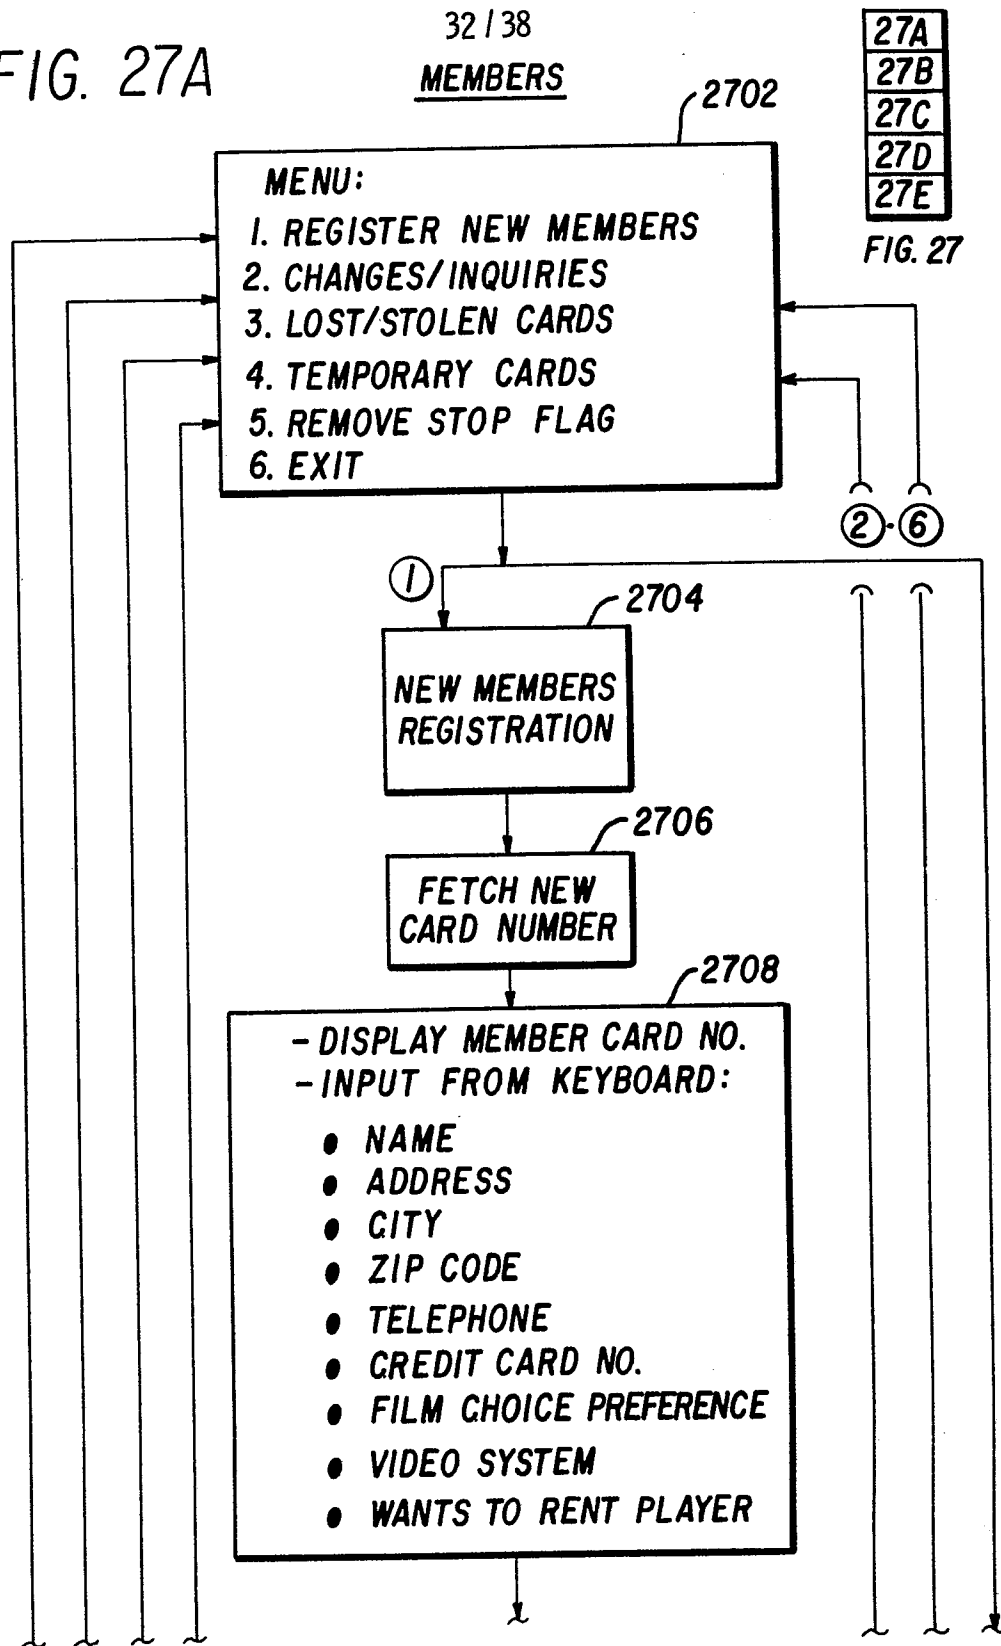 32/38
FIG. 27A
MEMBERS
27A
27B
27C
27D
27E
FIG. 27
2702
MENU:
1. REGISTER NEW MEMBERS
2. CHANGES/INQUIRIES
3. LOST/STOLEN CARDS
4. TEMPORARY CARDS
5. REMOVE STOP FLAG
6. EXIT
2-6
1
2704
NEW MEMBERS
REGISTRATION
2706
FETCH NEW
CARD NUMBER
2708
- DISPLAY MEMBER CARD NO.
- INPUT FROM KEYBOARD:
● NAME
● ADDRESS
● CITY
● ZIP CODE
● TELEPHONE
● CREDIT CARD NO.
● FILM CHOICE PREFERENCE
● VIDEO SYSTEM
● WANTS TO RENT PLAYER